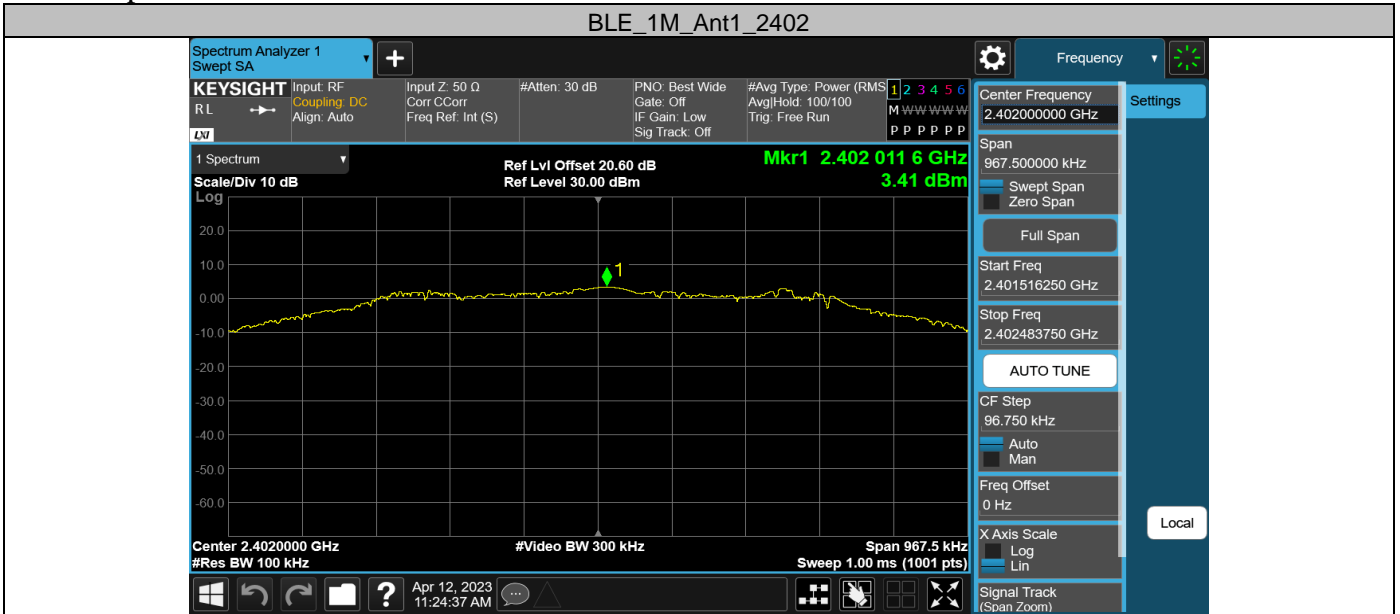 BLE_1M_Ant1_2402
Spectrum Analyzer 1
Swept SA
+
Frequency
KEYSIGHT
RL
LXI
Input: RF
Coupling: DC
Align: Auto
Input Z: 50 Ω
Corr CCorr
Freq Ref: Int (S)
#Atten: 30 dB
PNO: Best Wide
Gate: Off
IF Gain: Low
Sig Track: Off
#Avg Type: Power (RMS
Avg|Hold: 100/100
Trig: Free Run
1 2 3 4 5 6
M W W W W W
P P P P P P
1 Spectrum
Scale/Div 10 dB
Ref Lvl Offset 20.60 dB
Ref Level 30.00 dBm
Mkr1 2.402 011 6 GHz
3.41 dBm
Log
20.0
10.0
0.00
-10.0
-20.0
-30.0
-40.0
-50.0
-60.0
1
Center 2.4020000 GHz
#Res BW 100 kHz
#Video BW 300 kHz
Span 967.5 kHz
Sweep 1.00 ms (1001 pts)
Center Frequency
2.402000000 GHz
Span
967.500000 kHz
Swept Span
Zero Span
Full Span
Start Freq
2.401516250 GHz
Stop Freq
2.402483750 GHz
AUTO TUNE
CF Step
96.750 kHz
Auto
Man
Freq Offset
0 Hz
X Axis Scale
Log
Lin
Signal Track
(Span Zoom)
Settings
Local
?
Apr 12, 2023
11:24:37 AM